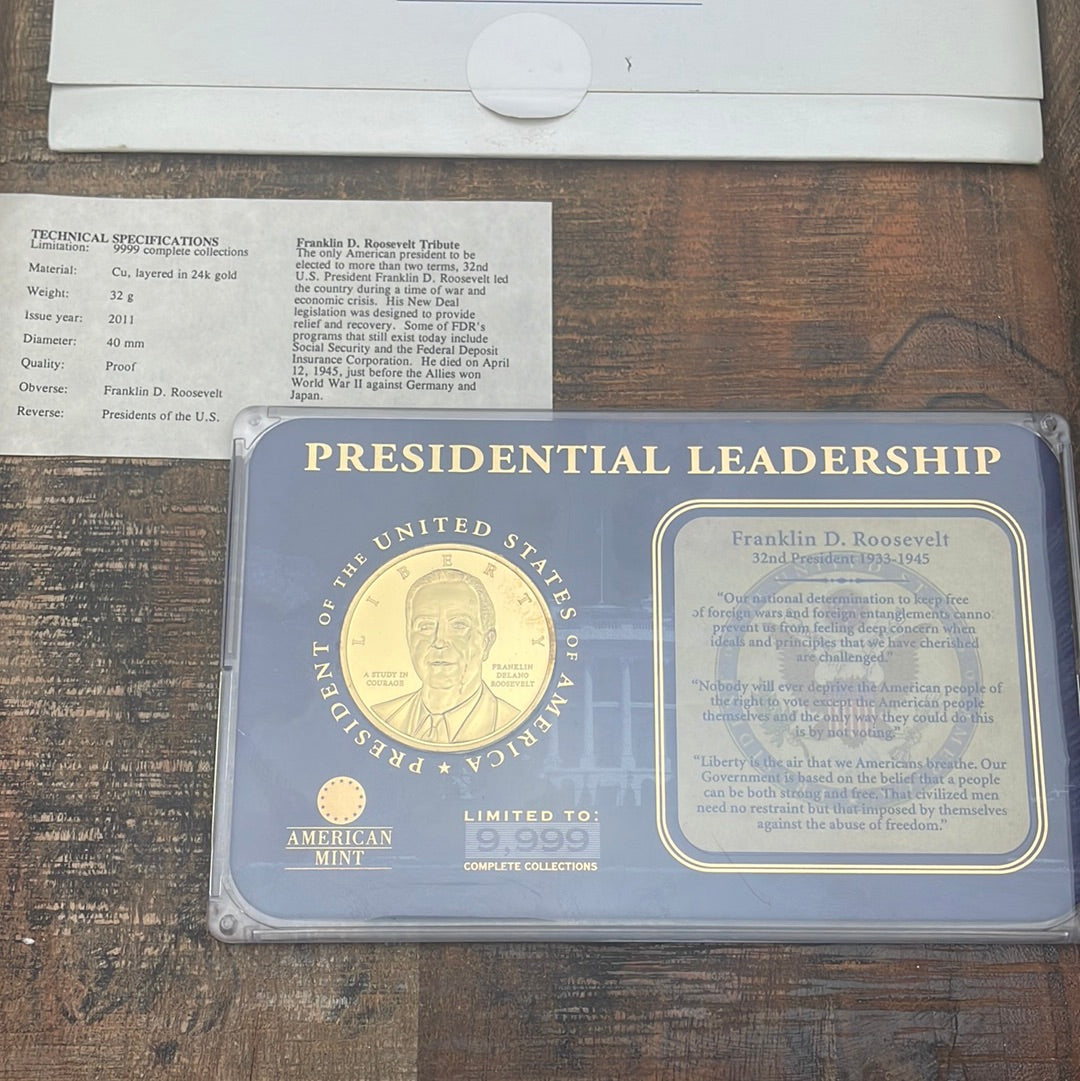 TECHNICAL SPECIFICATIONS
Limitation: 9999 complete collections
Material: Cu, layered in 24k gold
Weight: 32 g
Issue year: 2011
Diameter: 40 mm
Quality: Proof
Obverse: Franklin D. Roosevelt
Reverse: Presidents of the U.S.
Franklin D. Roosevelt Tribute
The only American president to be
elected to more than two terms, 32nd
U.S. President Franklin D. Roosevelt led
the country during a time of war and
economic crisis. His New Deal
legislation was designed to provide
relief and recovery. Some of FDR's
programs that still exist today include
Social Security and the Federal Deposit
Insurance Corporation. He died on April
12, 1945, just before the Allies won
World War II against Germany and
Japan.
PRESIDENTIAL LEADERSHIP
PRESIDENT OF THE UNITED STATES OF AMERICA ★
LIBERTY
A STUDY IN
COURAGE
FRANKLIN
DELANO
ROOSEVELT
AMERICAN
MINT
LIMITED TO:
9,999
COMPLETE COLLECTIONS
Franklin D. Roosevelt
32nd President 1933-1945
“Our national determination to keep free
of foreign wars and foreign entanglements canno
prevent us from feeling deep concern when
ideals and principles that we have cherished
are challenged.”
“Nobody will ever deprive the American people of
the right to vote except the American people
themselves and the only way they could do this
is by not voting.”
“Liberty is the air that we Americans breathe. Our
Government is based on the belief that a people
can be both strong and free. That civilized men
need no restraint but that imposed by themselves
against the abuse of freedom.”